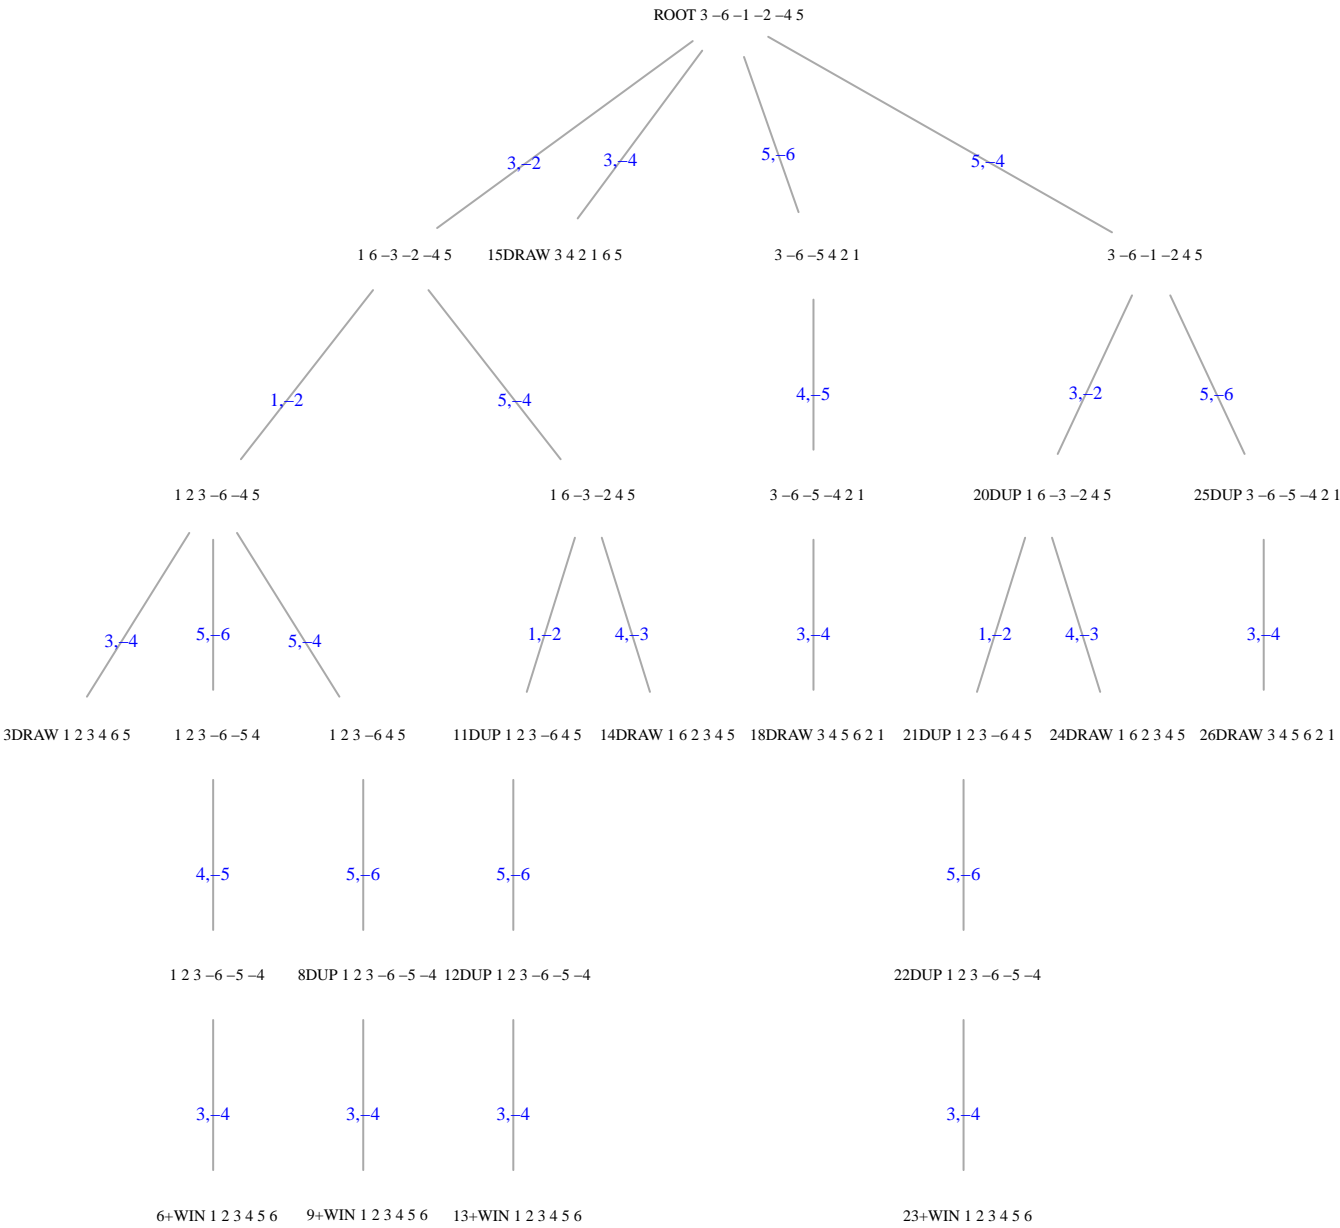 ROOT 3 –6 –1 –2 –4 5
3,–2
3,–4
5,–6
5,–4
1 6 –3 –2 –4 5
15DRAW 3 4 2 1 6 5
3 –6 –5 4 2 1
3 –6 –1 –2 4 5
1,–2
5,–4
4,–5
3,–2
5,–6
1 2 3 –6 –4 5
1 6 –3 –2 4 5
3 –6 –5 –4 2 1
20DUP 1 6 –3 –2 4 5
25DUP 3 –6 –5 –4 2 1
3,–4
5,–6
5,–4
1,–2
4,–3
3,–4
1,–2
4,–3
3,–4
3DRAW 1 2 3 4 6 5
1 2 3 –6 –5 4
1 2 3 –6 4 5
11DUP 1 2 3 –6 4 5
14DRAW 1 6 2 3 4 5
18DRAW 3 4 5 6 2 1
21DUP 1 2 3 –6 4 5
24DRAW 1 6 2 3 4 5
26DRAW 3 4 5 6 2 1
4,–5
5,–6
5,–6
5,–6
1 2 3 –6 –5 –4
8DUP 1 2 3 –6 –5 –4
12DUP 1 2 3 –6 –5 –4
22DUP 1 2 3 –6 –5 –4
3,–4
3,–4
3,–4
3,–4
6+WIN 1 2 3 4 5 6
9+WIN 1 2 3 4 5 6
13+WIN 1 2 3 4 5 6
23+WIN 1 2 3 4 5 6